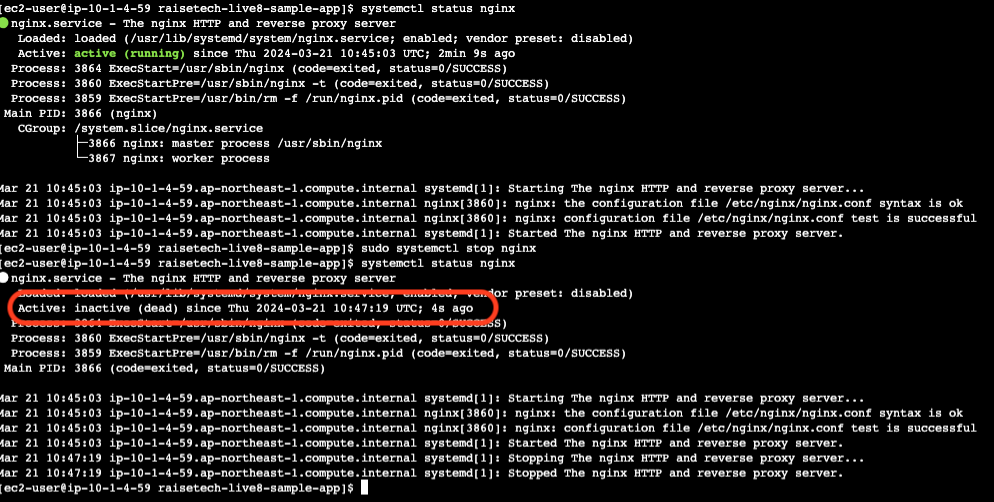 [ec2-user@ip-10-1-4-59 raisetech-live8-sample-app]$ systemctl status nginx
● nginx.service - The nginx HTTP and reverse proxy server
Loaded: loaded (/usr/lib/systemd/system/nginx.service; enabled; vendor preset: disabled)
Active: active (running) since Thu 2024-03-21 10:45:03 UTC; 2min 9s ago
Process: 3864 ExecStart=/usr/sbin/nginx (code=exited, status=0/SUCCESS)
Process: 3860 ExecStartPre=/usr/sbin/nginx -t (code=exited, status=0/SUCCESS)
Process: 3859 ExecStartPre=/usr/bin/rm -f /run/nginx.pid (code=exited, status=0/SUCCESS)
Main PID: 3866 (nginx)
CGroup: /system.slice/nginx.service
├─3866 nginx: master process /usr/sbin/nginx
└─3867 nginx: worker process
Mar 21 10:45:03 ip-10-1-4-59.ap-northeast-1.compute.internal systemd[1]: Starting The nginx HTTP and reverse proxy server...
Mar 21 10:45:03 ip-10-1-4-59.ap-northeast-1.compute.internal nginx[3860]: nginx: the configuration file /etc/nginx/nginx.conf syntax is ok
Mar 21 10:45:03 ip-10-1-4-59.ap-northeast-1.compute.internal nginx[3860]: nginx: configuration file /etc/nginx/nginx.conf test is successful
Mar 21 10:45:03 ip-10-1-4-59.ap-northeast-1.compute.internal systemd[1]: Started The nginx HTTP and reverse proxy server.
[ec2-user@ip-10-1-4-59 raisetech-live8-sample-app]$ sudo systemctl stop nginx
[ec2-user@ip-10-1-4-59 raisetech-live8-sample-app]$ systemctl status nginx
● nginx.service - The nginx HTTP and reverse proxy server
Loaded: loaded (/usr/lib/systemd/system/nginx.service; enabled; vendor preset: disabled)
Active: inactive (dead) since Thu 2024-03-21 10:47:19 UTC; 4s ago
Process: 3864 ExecStart=/usr/sbin/nginx (code=exited, status=0/SUCCESS)
Process: 3860 ExecStartPre=/usr/sbin/nginx -t (code=exited, status=0/SUCCESS)
Process: 3859 ExecStartPre=/usr/bin/rm -f /run/nginx.pid (code=exited, status=0/SUCCESS)
Main PID: 3866 (code=exited, status=0/SUCCESS)
Mar 21 10:45:03 ip-10-1-4-59.ap-northeast-1.compute.internal systemd[1]: Starting The nginx HTTP and reverse proxy server...
Mar 21 10:45:03 ip-10-1-4-59.ap-northeast-1.compute.internal nginx[3860]: nginx: the configuration file /etc/nginx/nginx.conf syntax is ok
Mar 21 10:45:03 ip-10-1-4-59.ap-northeast-1.compute.internal nginx[3860]: nginx: configuration file /etc/nginx/nginx.conf test is successful
Mar 21 10:45:03 ip-10-1-4-59.ap-northeast-1.compute.internal systemd[1]: Started The nginx HTTP and reverse proxy server.
Mar 21 10:47:19 ip-10-1-4-59.ap-northeast-1.compute.internal systemd[1]: Stopping The nginx HTTP and reverse proxy server...
Mar 21 10:47:19 ip-10-1-4-59.ap-northeast-1.compute.internal systemd[1]: Stopped The nginx HTTP and reverse proxy server.
[ec2-user@ip-10-1-4-59 raisetech-live8-sample-app]$